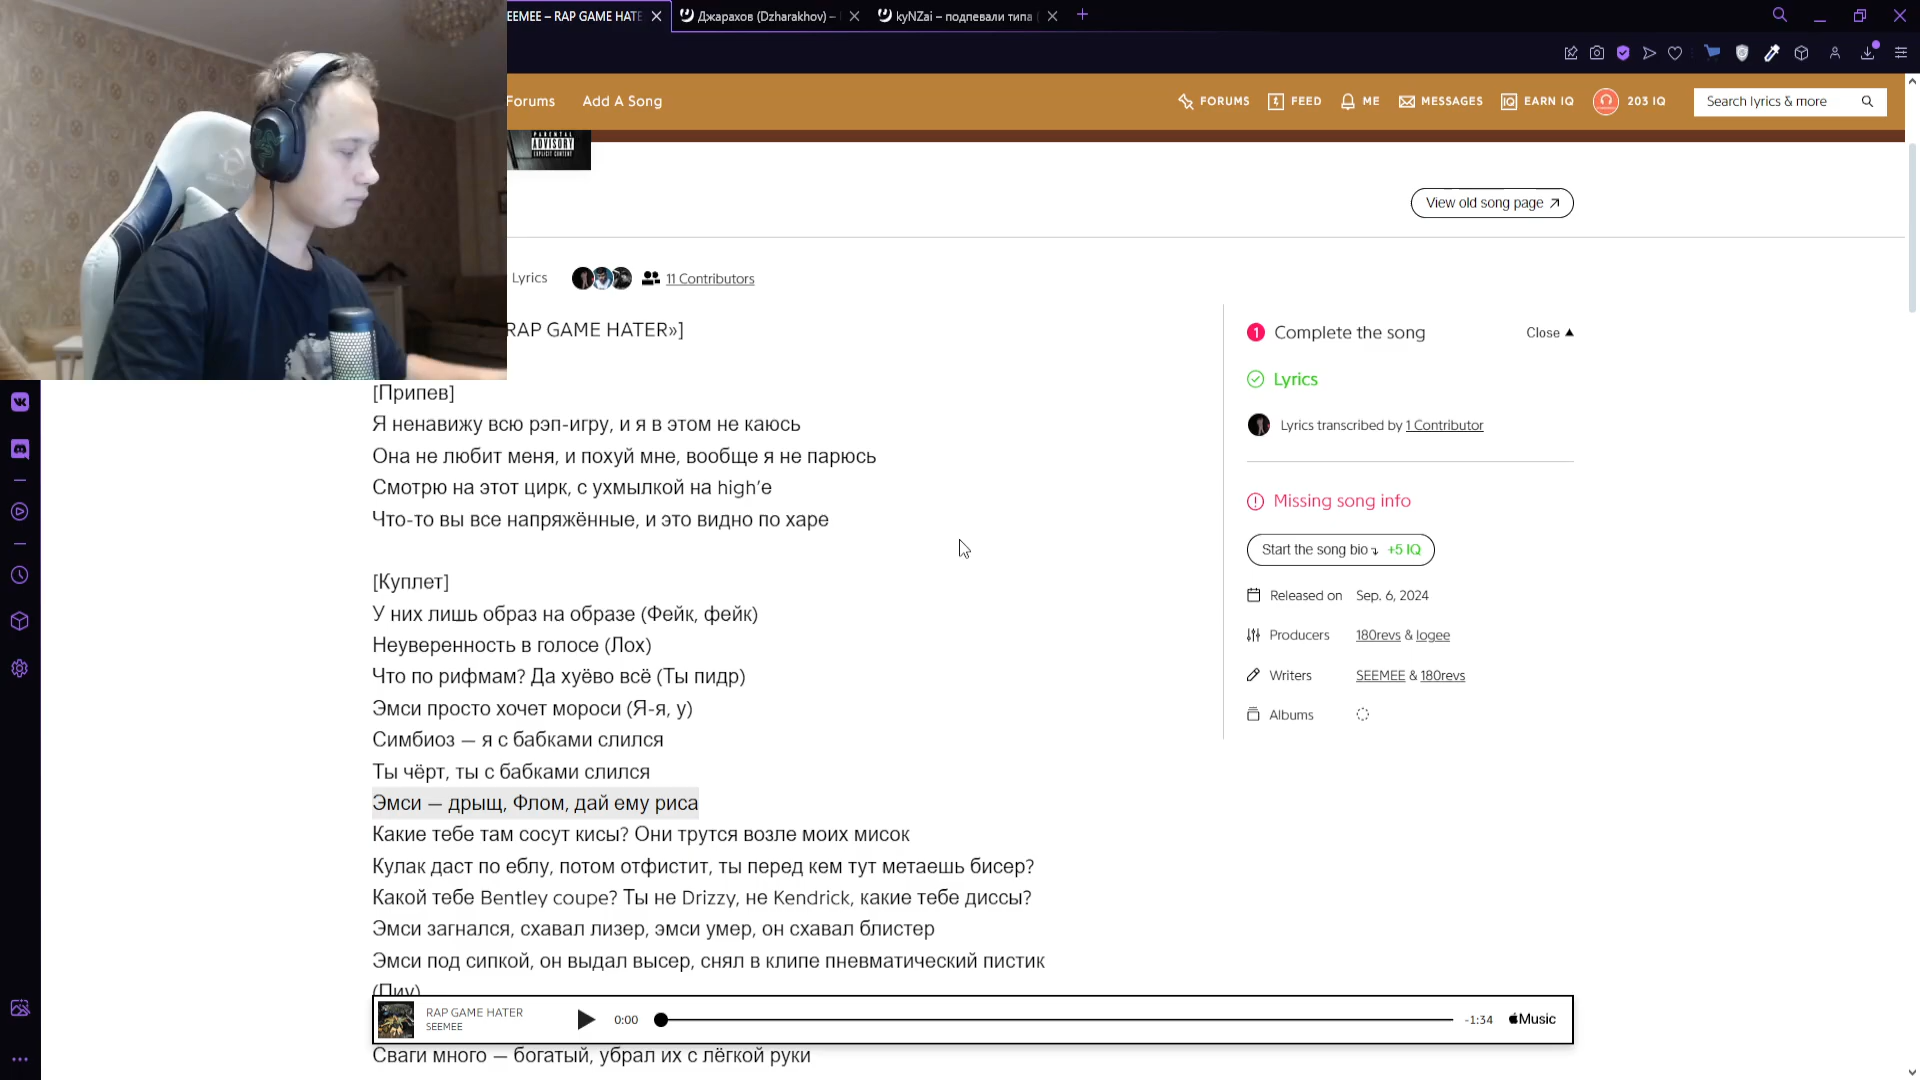 EEMEE – RAP GAME HATE
Джарахов (Dzharakhov) –
kyNZai – подпевали типа
Forums
Add A Song
FORUMS
FEED
ME
MESSAGES
EARN IQ
203 IQ
Search lyrics & more
PARENTAL
ADVISORY
EXPLICIT CONTENT
View old song page
Lyrics
11 Contributors
RAP GAME HATER»]
[Припев]
Я ненавижу всю рэп-игру, и я в этом не каюсь
Она не любит меня, и похуй мне, вообще я не парюсь
Смотрю на этот цирк, с ухмылкой на high’е
Что-то вы все напряжённые, и это видно по харе
[Куплет]
У них лишь образ на образе (Фейк, фейк)
Неуверенность в голосе (Лох)
Что по рифмам? Да хуёво всё (Ты пидр)
Эмси просто хочет мороси (Я-я, у)
Симбиоз — я с бабками слился
Ты чёрт, ты с бабками слился
Эмси — дрыщ, Флом, дай ему риса
Какие тебе там сосут кисы? Они трутся возле моих мисок
Кулак даст по еблу, потом отфистит, ты перед кем тут метаешь бисер?
Какой тебе Bentley coupe? Ты не Drizzy, не Kendrick, какие тебе диссы?
Эмси загнался, схавал лизер, эмси умер, он схавал блистер
Эмси под сипкой, он выдал высер, снял в клипе пневматический пистик
(Пиу)
Сваги много — богатый, убрал их с лёгкой руки
1 Complete the song
Close
Lyrics
Lyrics transcribed by 1 Contributor
Missing song info
Start the song bio +5 IQ
Released on Sep. 6, 2024
Producers 180revs & logee
Writers SEEMEE & 180revs
Albums
RAP GAME HATER
SEEMEE
0:00
-1:34
Music